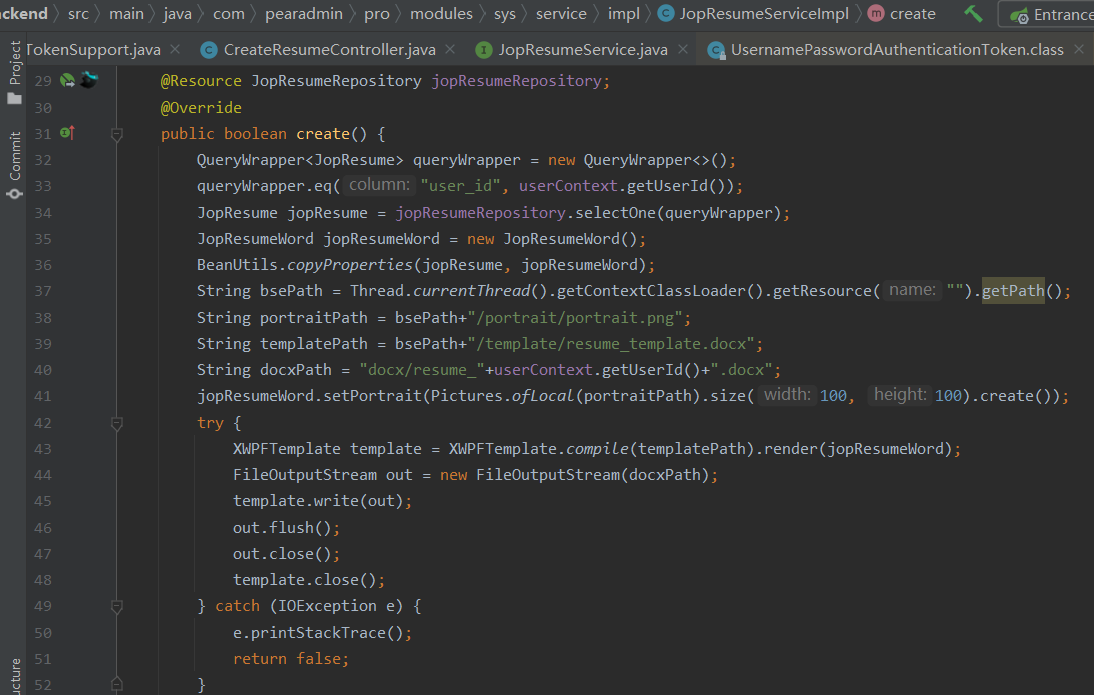 ckend src main java com pearadmin pro modules sys service impl JopResumeServiceImpl create Entrance
TokenSupport.java CreateResumeController.java JopResumeService.java UsernamePasswordAuthenticationToken.class
Project
Commit
ucture
29 @Resource JopResumeRepository jopResumeRepository;
30 @Override
31 public boolean create() {
32 QueryWrapper<JopResume> queryWrapper = new QueryWrapper<>();
33 queryWrapper.eq( column: "user_id", userContext.getUserId());
34 JopResume jopResume = jopResumeRepository.selectOne(queryWrapper);
35 JopResumeWord jopResumeWord = new JopResumeWord();
36 BeanUtils.copyProperties(jopResume, jopResumeWord);
37 String bsePath = Thread.currentThread().getContextClassLoader().getResource( name: "").getPath();
38 String portraitPath = bsePath+"/portrait/portrait.png";
39 String templatePath = bsePath+"/template/resume_template.docx";
40 String docxPath = "docx/resume_"+userContext.getUserId()+".docx";
41 jopResumeWord.setPortrait(Pictures.ofLocal(portraitPath).size( width: 100, height: 100).create());
42 try {
43 XWPFTemplate template = XWPFTemplate.compile(templatePath).render(jopResumeWord);
44 FileOutputStream out = new FileOutputStream(docxPath);
45 template.write(out);
46 out.flush();
47 out.close();
48 template.close();
49 } catch (IOException e) {
50 e.printStackTrace();
51 return false;
52 }